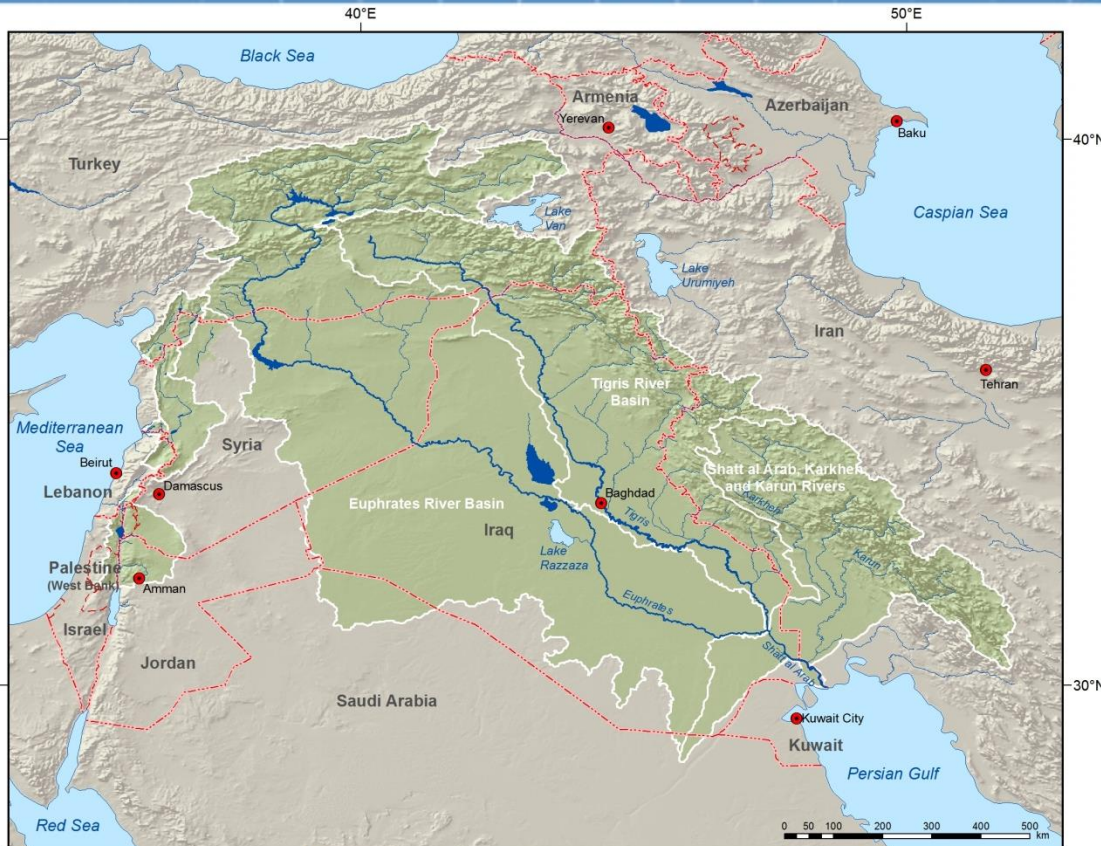 40°E
50°E
Black Sea
Armenia
Azerbaijan
Yerevan
Baku
40°N
40°N
Turkey
Lake
Van
Caspian Sea
Lake
Urumiyeh
Iran
Tehran
Tigris River
Basin
Mediterranean
Sea
Syria
Beirut
Lebanon
Damascus
Shatt al Arab, Karkheh
and Karun Rivers
Karkheh
Baghdad
Euphrates River Basin
Iraq
Tigris
Lake
Razzaza
Karun
Palestine
(West Bank)
Amman
Euphrates
Israel
Jordan
Shatt al Arab
30°N
30°N
Saudi Arabia
Kuwait City
Kuwait
Persian Gulf
Red Sea
0 50 100 200 300 400 500
km